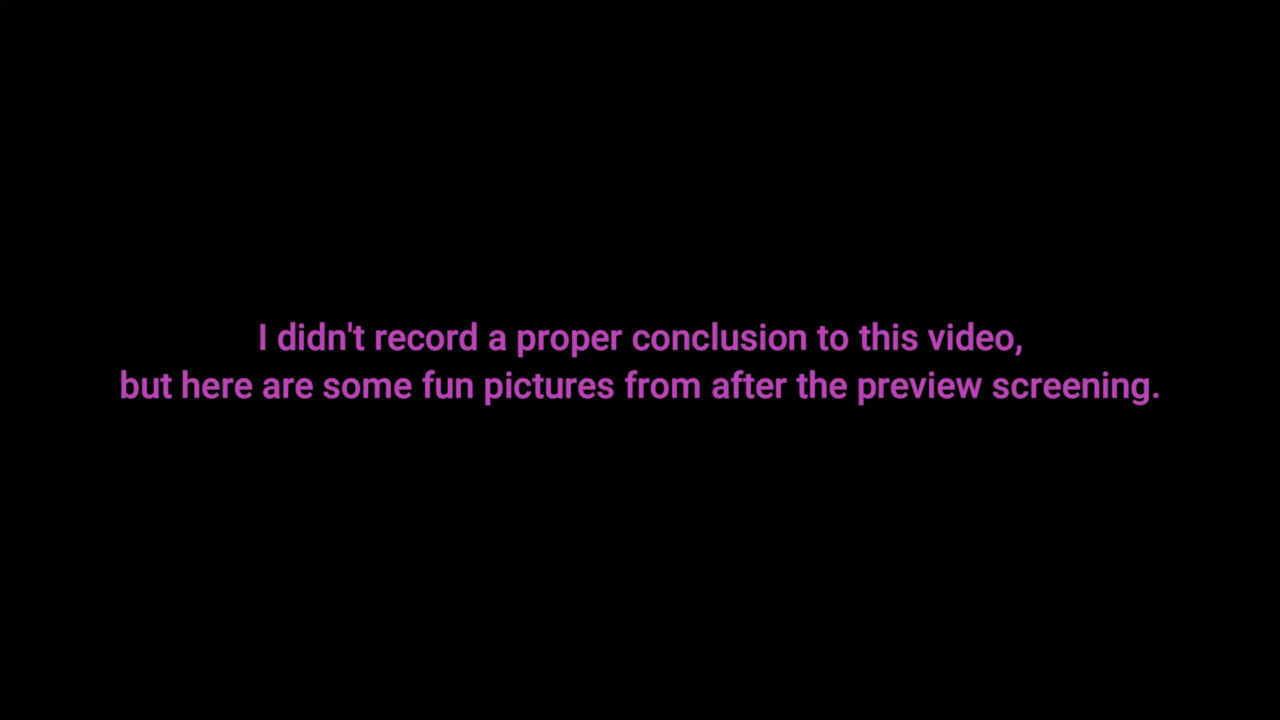 I didn't record a proper conclusion to this video,
but here are some fun pictures from after the preview screening.